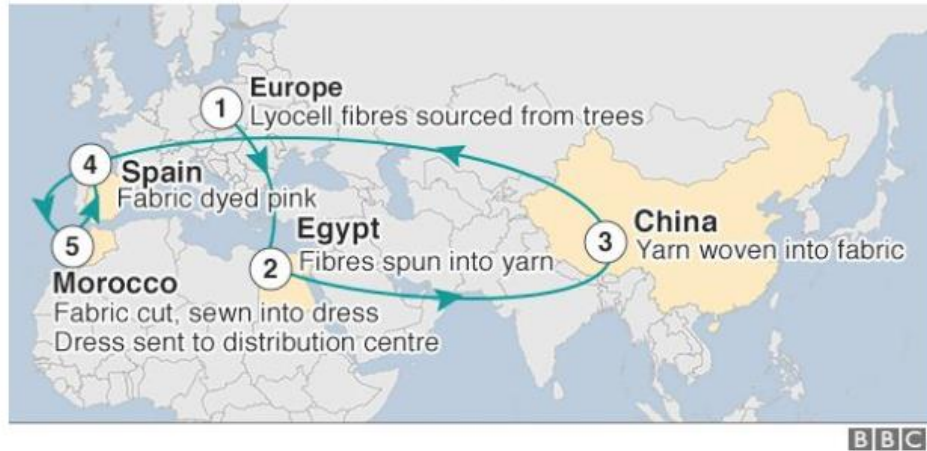 1
Europe
Lyocell fibres sourced from trees
4
Spain
Fabric dyed pink
5
Morocco
Fabric cut, sewn into dress
Dress sent to distribution centre
2
Egypt
Fibres spun into yarn
3
China
Yarn woven into fabric
BBC